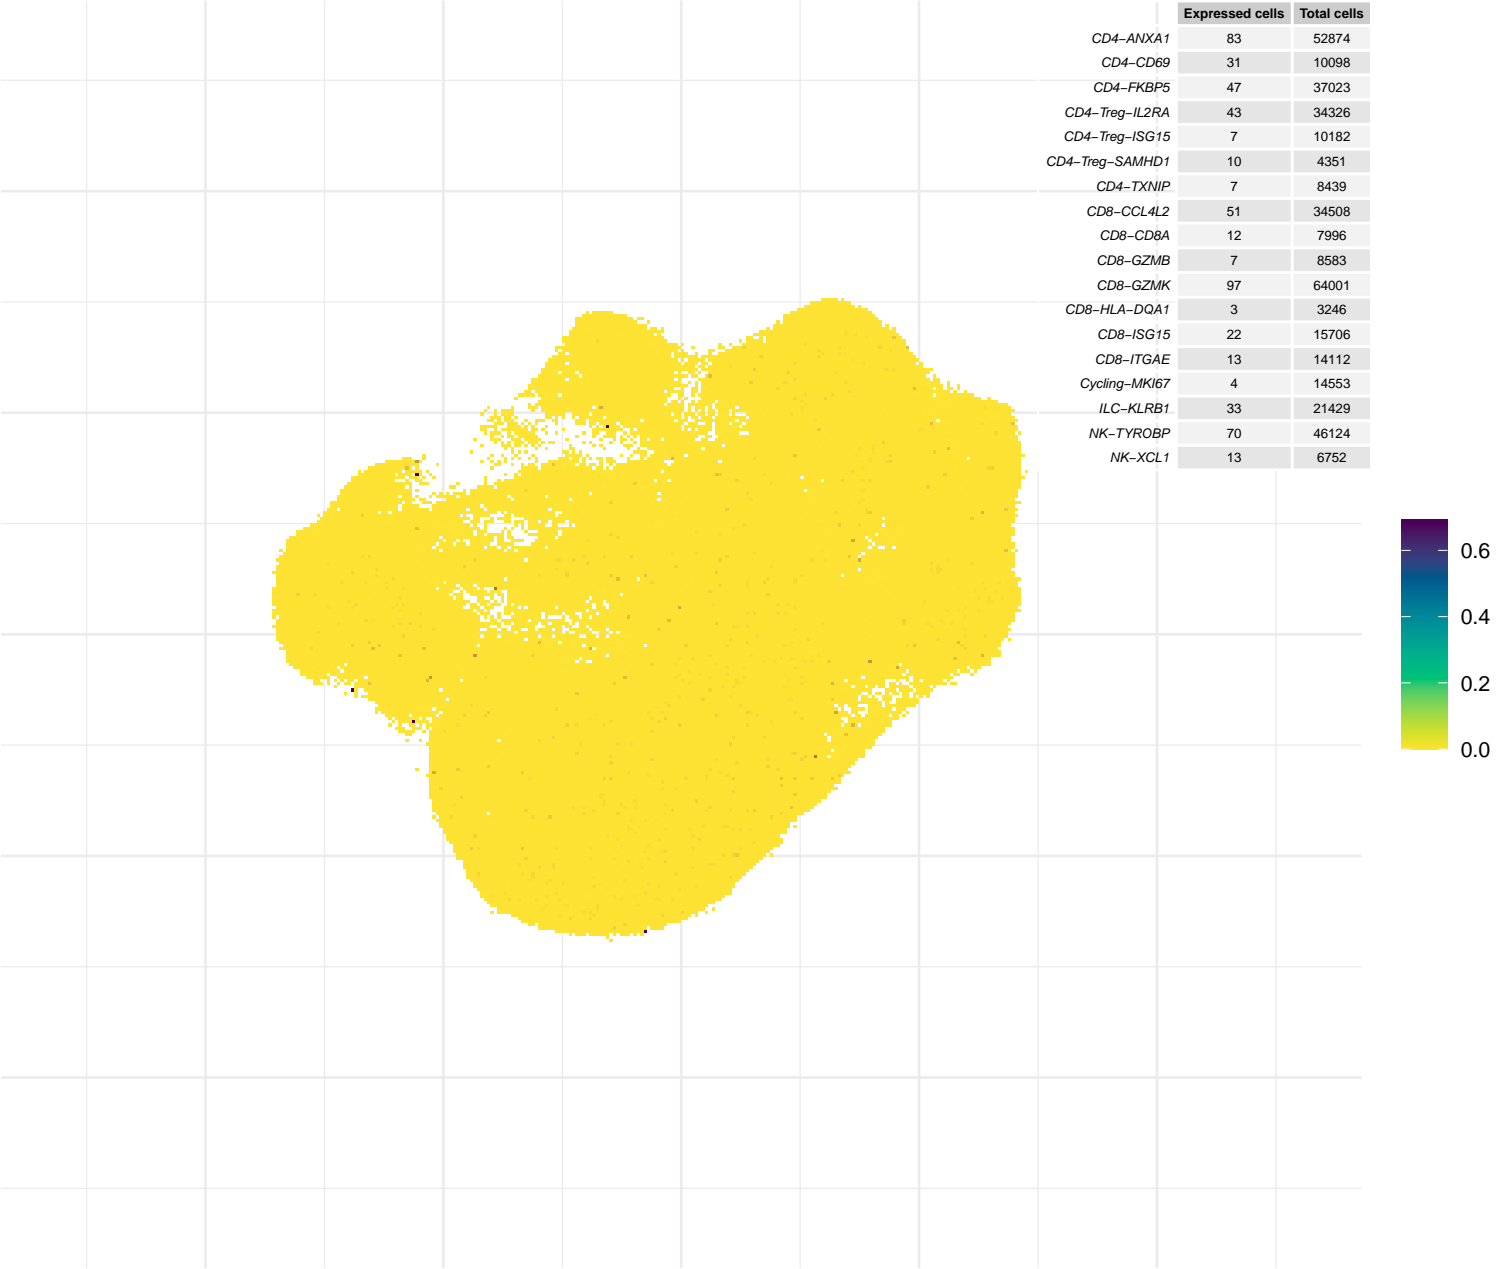 Expressed cells Total cells
CD4−ANXA1 83 52874
CD4−CD69 31 10098
CD4−FKBP5 47 37023
CD4−Treg−IL2RA 43 34326
CD4−Treg−ISG15 7 10182
CD4−Treg−SAMHD1 10 4351
CD4−TXNIP 7 8439
CD8−CCL4L2 51 34508
CD8−CD8A 12 7996
CD8−GZMB 7 8583
CD8−GZMK 97 64001
CD8−HLA−DQA1 3 3246
CD8−ISG15 22 15706
CD8−ITGAE 13 14112
Cycling−MKI67 4 14553
ILC−KLRB1 33 21429
NK−TYROBP 70 46124
NK−XCL1 13 6752
0.6
0.4
0.2
0.0